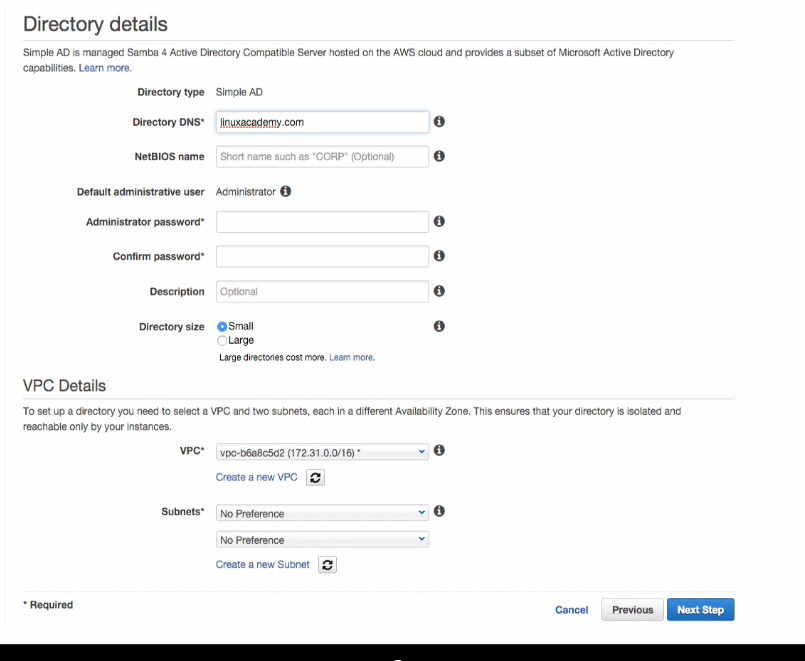 Directory details
Simple AD is managed Samba 4 Active Directory Compatible Server hosted on the AWS cloud and provides a subset of Microsoft Active Directory
capabilities. Learn more.
Directory type Simple AD
Directory DNS* linuxacademy.com
NetBIOS name Short name such as "CORP" (Optional)
Default administrative user Administrator
Administrator password*
Confirm password*
Description Optional
Directory size Small
Large
Large directories cost more. Learn more.
VPC Details
To set up a directory you need to select a VPC and two subnets, each in a different Availability Zone. This ensures that your directory is isolated and
reachable only by your instances.
VPC* vpc-b6a8c5d2 (172.31.0.0/16) *
Create a new VPC
Subnets* No Preference
No Preference
Create a new Subnet
* Required
Cancel Previous Next Step